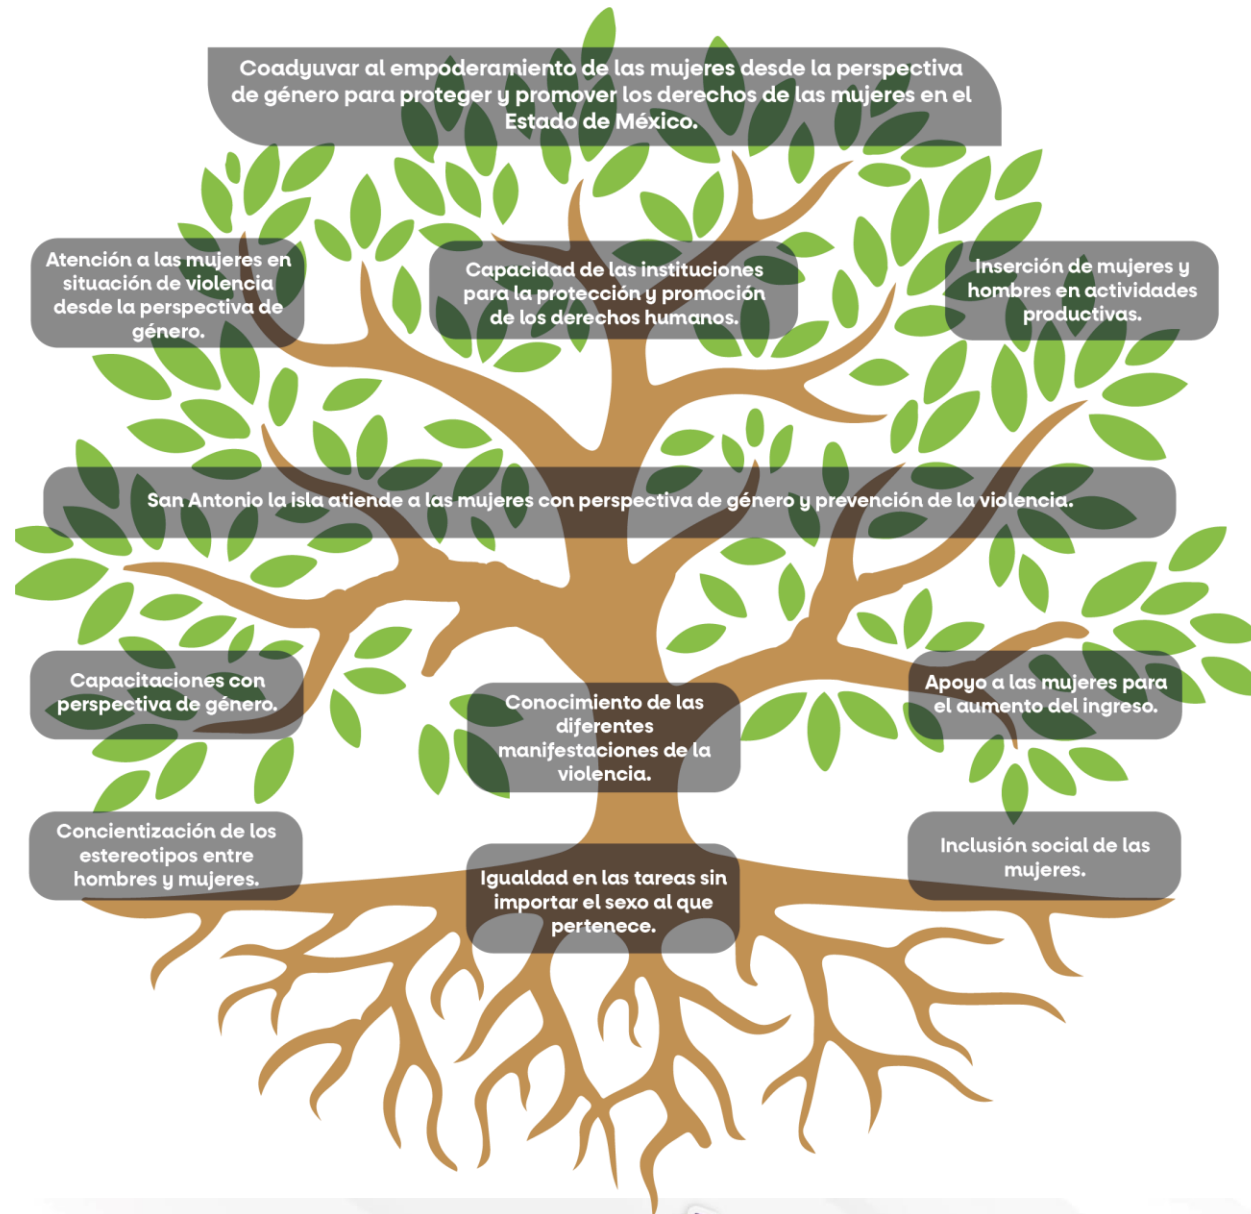 Coadyuvar al empoderamiento de las mujeres desde la perspectiva
de género para proteger y promover los derechos de las mujeres en el
Estado de México.
Atención a las mujeres en
situación de violencia
desde la perspectiva de
género.
Capacidad de las instituciones
para la protección y promoción
de los derechos humanos.
Inserción de mujeres y
hombres en actividades
productivas.
San Antonio la isla atiende a las mujeres con perspectiva de género y prevención de la violencia.
Capacitaciones con
perspectiva de género.
Conocimiento de las
diferentes
manifestaciones de la
violencia.
Apoyo a las mujeres para
el aumento del ingreso.
Concientización de los
estereotipos entre
hombres y mujeres.
Igualdad en las tareas sin
importar el sexo al que
pertenece.
Inclusión social de las
mujeres.